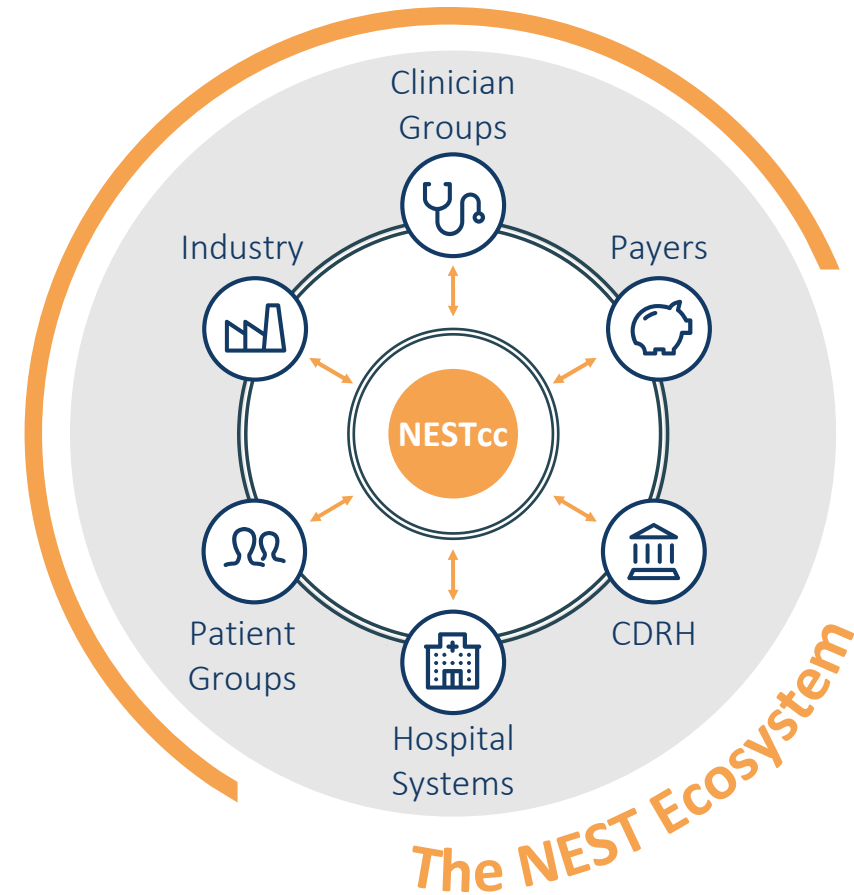 Clinician
Groups
Industry
Payers
NESTcc
Patient
Groups
CDRH
Hospital
Systems
The NEST Ecosystem